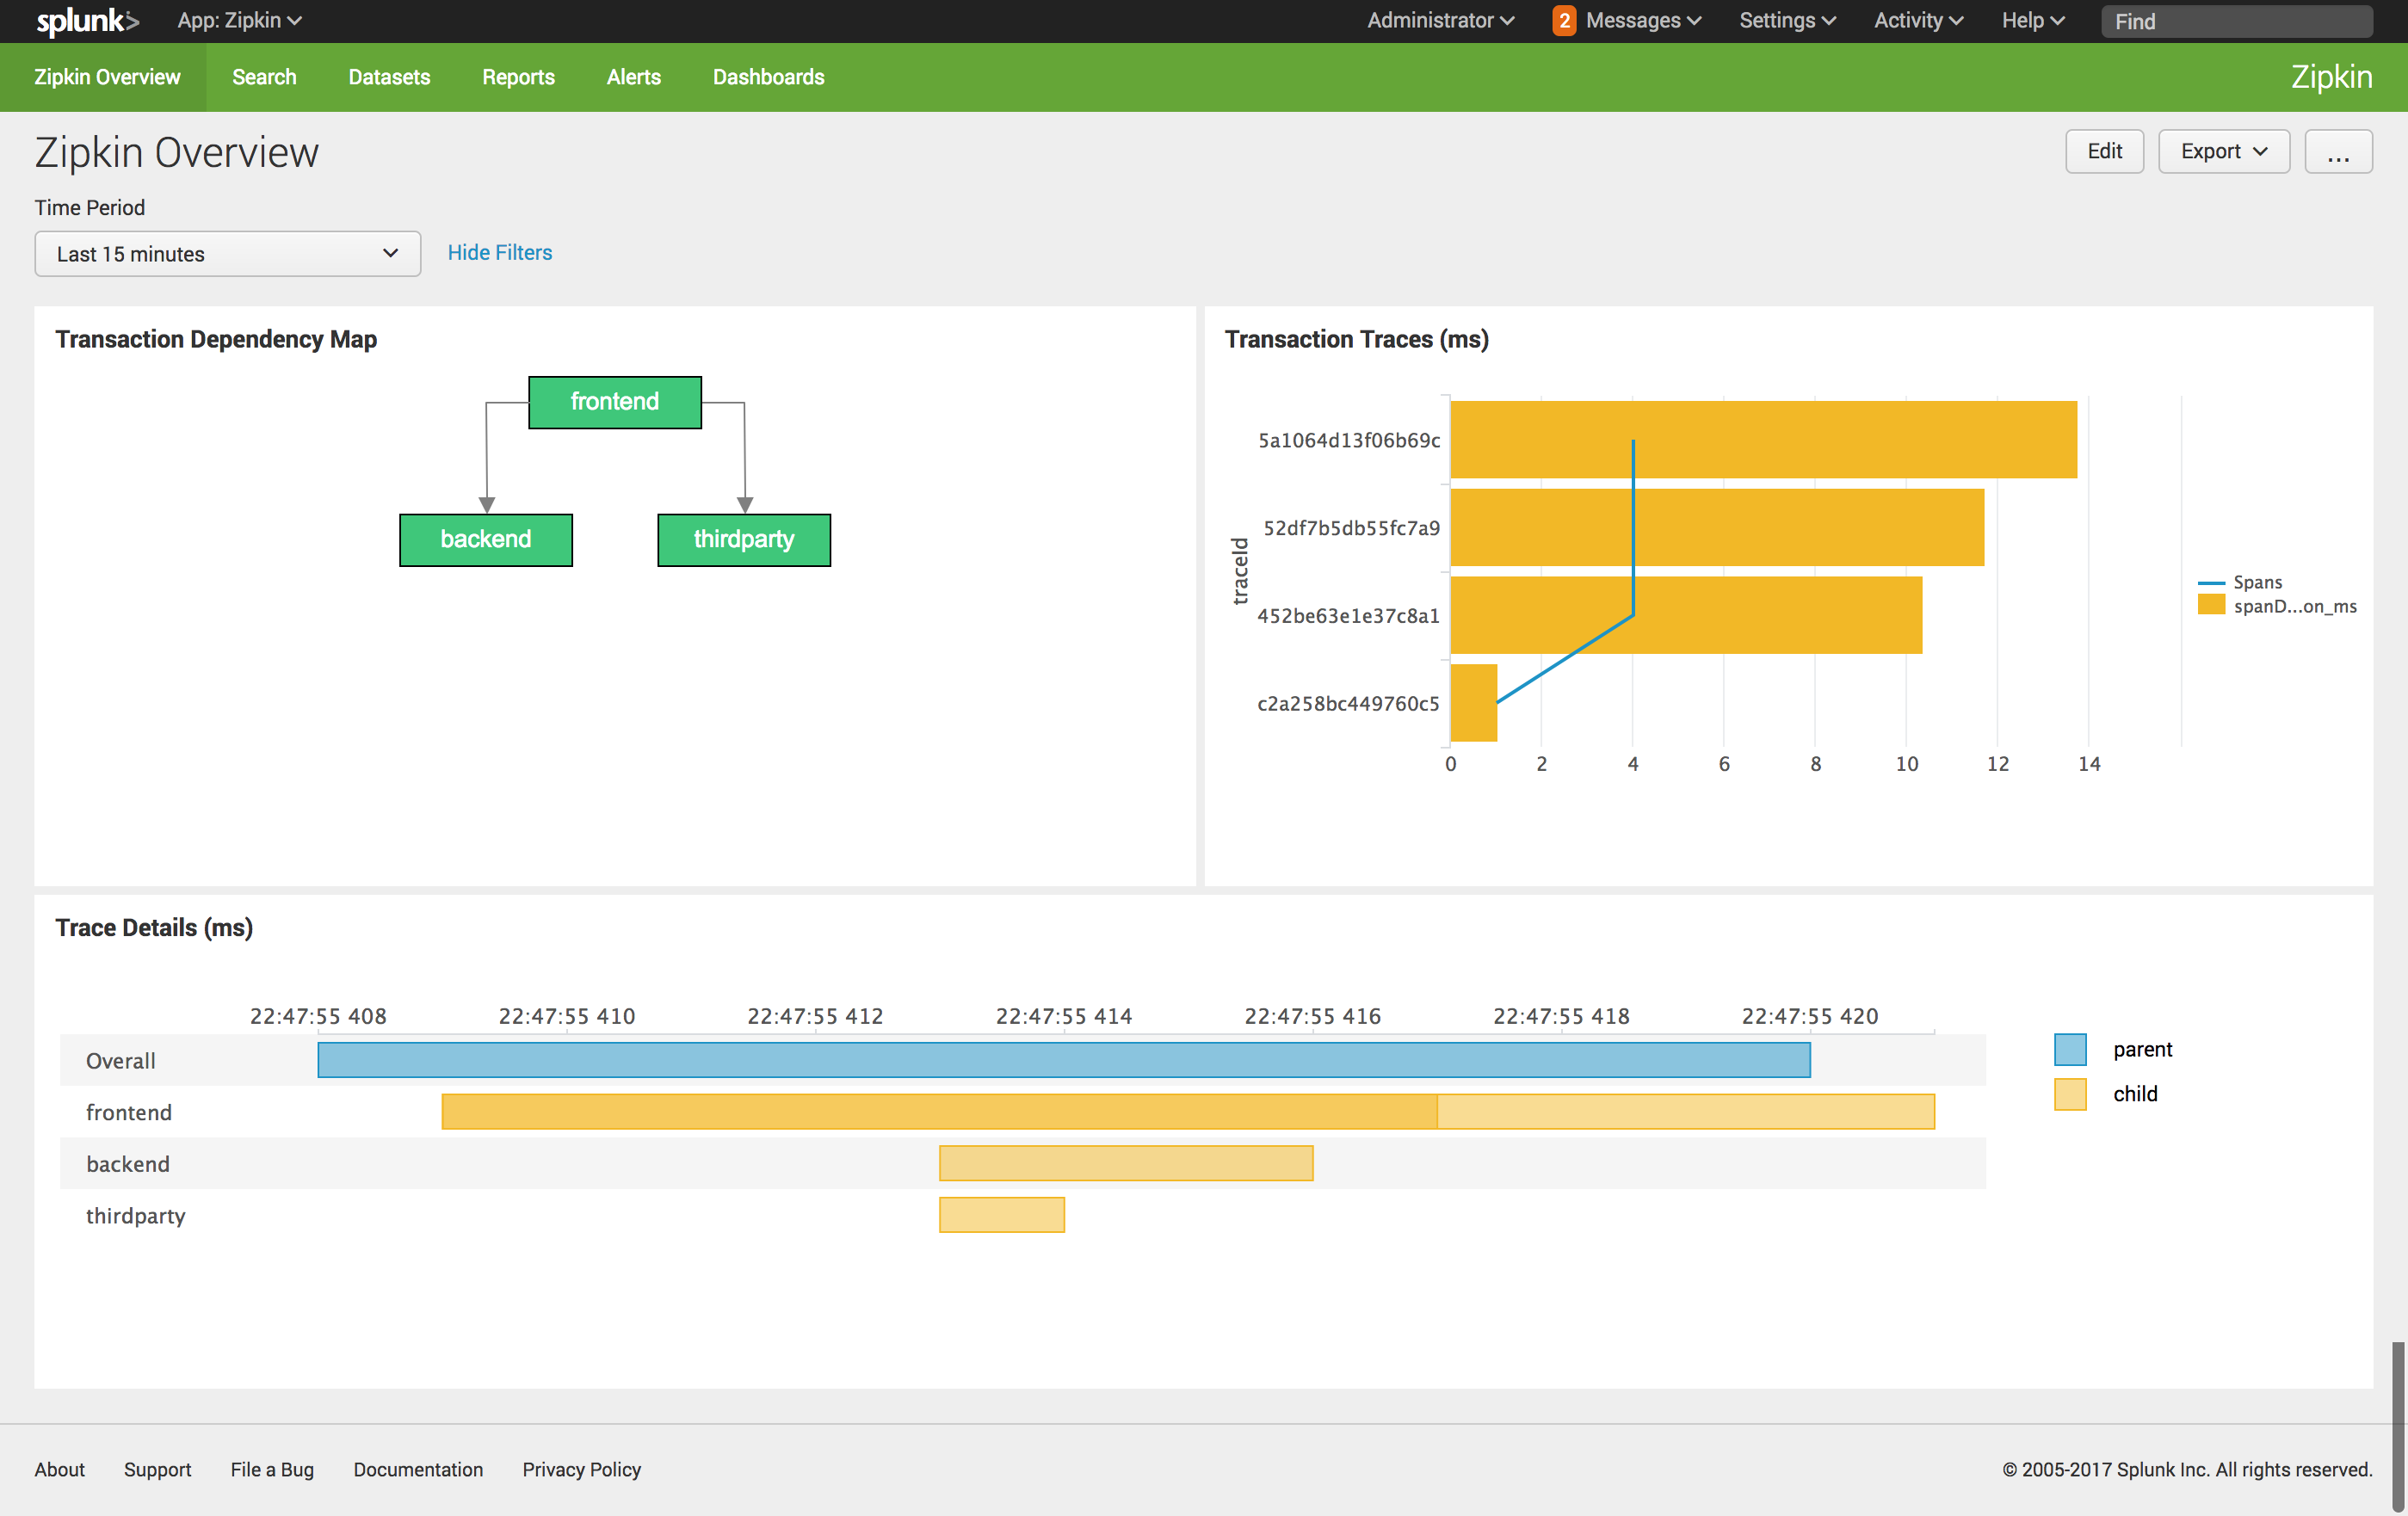 splunk> App: Zipkin Administrator 2 Messages Settings Activity Help Find
Zipkin Overview Search Datasets Reports Alerts Dashboards Zipkin
Zipkin Overview Edit Export ...
Time Period
Last 15 minutes Hide Filters
Transaction Dependency Map
frontend
backend thirdparty
Transaction Traces (ms)
traceId
5a1064d13f06b69c
52df7b5db55fc7a9
452be63e1e37c8a1
c2a258bc449760c5
0 2 4 6 8 10 12 14
Spans
spanD...on_ms
Trace Details (ms)
22:47:55 408 22:47:55 410 22:47:55 412 22:47:55 414 22:47:55 416 22:47:55 418 22:47:55 420
Overall
frontend
backend
thirdparty
parent
child
About Support File a Bug Documentation Privacy Policy © 2005-2017 Splunk Inc. All rights reserved.